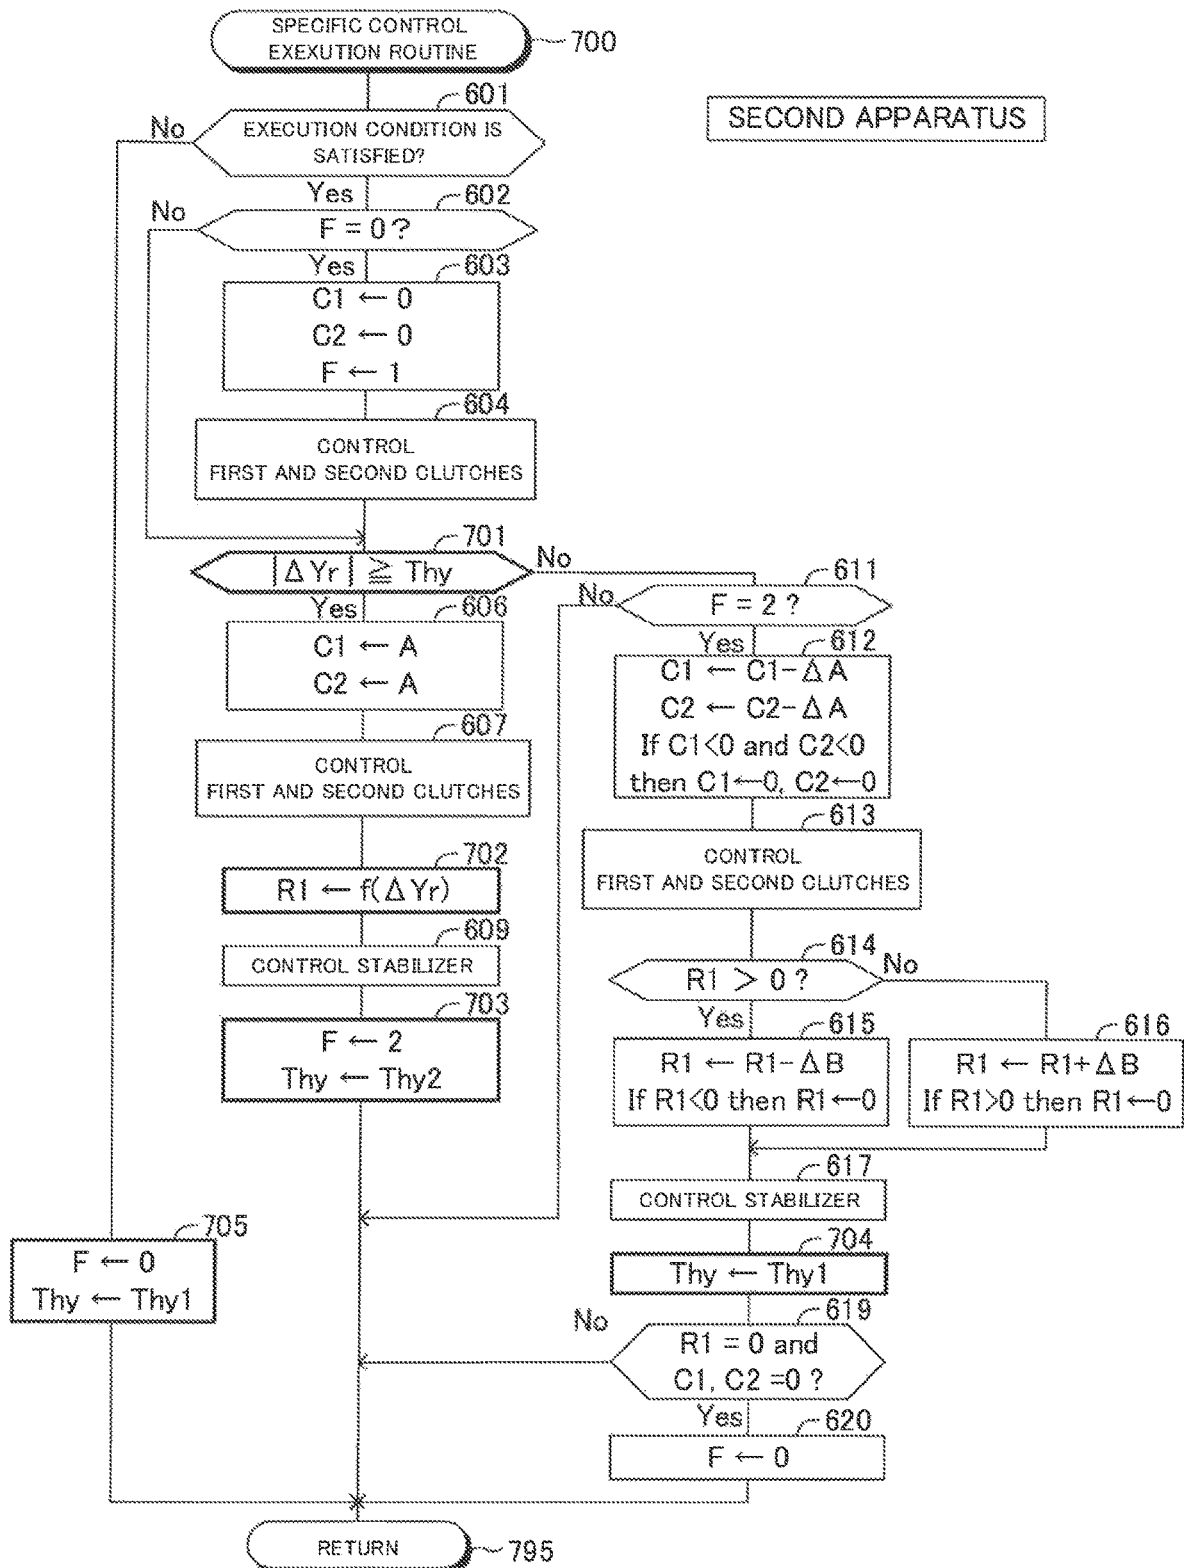 SPECIFIC CONTROL
EXEXUTION ROUTINE
700
SECOND APPARATUS
601
No
EXECUTION CONDITION IS
SATISFIED?
Yes
602
No
F = 0 ?
Yes
603
C1 ← 0
C2 ← 0
F ← 1
604
CONTROL
FIRST AND SECOND CLUTCHES
701
|ΔYr| ≧ Thy
No
Yes
606
C1 ← A
C2 ← A
607
CONTROL
FIRST AND SECOND CLUTCHES
702
R1 ← f(ΔYr)
609
CONTROL STABILIZER
703
F ← 2
Thy ← Thy2
611
No
F = 2 ?
Yes
612
C1 ← C1-ΔA
C2 ← C2-ΔA
If C1<0 and C2<0
then C1←0, C2←0
613
CONTROL
FIRST AND SECOND CLUTCHES
614
R1 > 0 ?
No
Yes
615
R1 ← R1-ΔB
If R1<0 then R1←0
616
R1 ← R1+ΔB
If R1>0 then R1←0
617
CONTROL STABILIZER
704
Thy ← Thy1
705
F ← 0
Thy ← Thy1
619
No
R1 = 0 and
C1, C2 =0 ?
Yes
620
F ← 0
RETURN
795